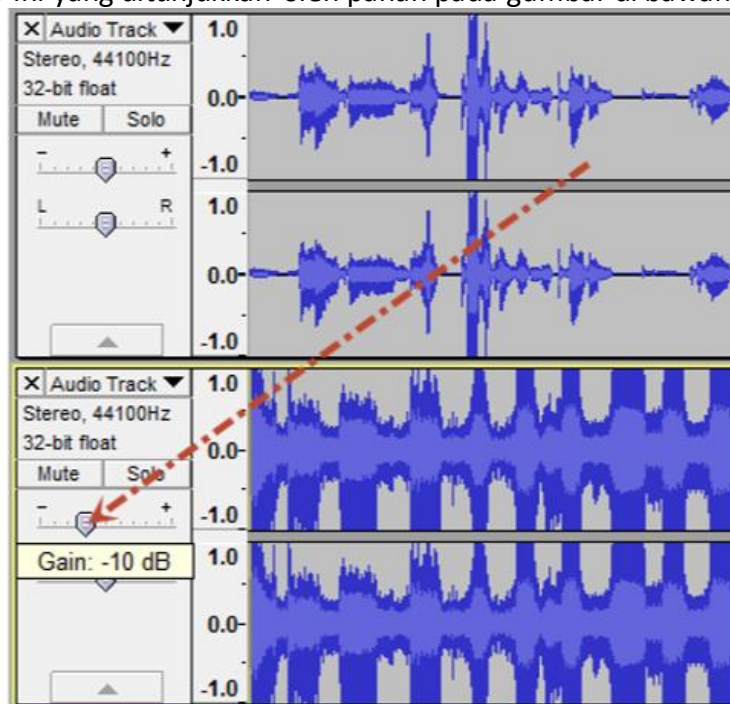 ini yang ditunjukkan oleh panah pada gambar di bawah
X Audio Track ▼
Stereo, 44100Hz
32-bit float
Mute Solo
- +
L R
1.0
0.0-
-1.0
1.0
0.0-
-1.0
X Audio Track ▼
Stereo, 44100Hz
32-bit float
Mute Solo
- +
Gain: -10 dB
1.0
0.0-
-1.0
1.0
0.0-
-1.0